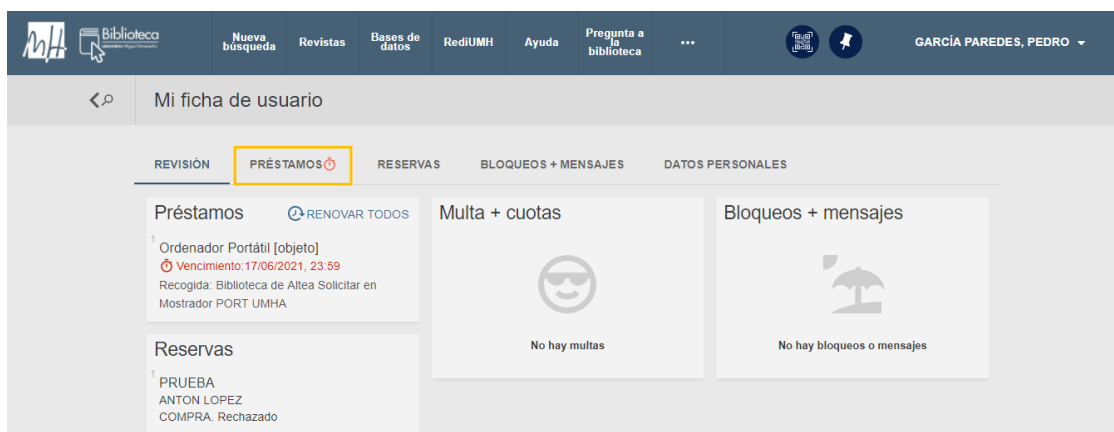 Biblioteca
Nueva búsqueda
Revistas
Bases de datos
RediUMH
Ayuda
Pregunta a la biblioteca
...
GARCÍA PAREDES, PEDRO
Mi ficha de usuario
REVISIÓN
PRÉSTAMOS
RESERVAS
BLOQUEOS + MENSAJES
DATOS PERSONALES
Préstamos
RENOVAR TODOS
1
Ordenador Portátil [objeto]
Vencimiento:17/06/2021, 23:59
Recogida: Biblioteca de Altea Solicitar en
Mostrador PORT UMHA
Reservas
1
PRUEBA
ANTON LOPEZ
COMPRA. Rechazado
Multa + cuotas
No hay multas
Bloqueos + mensajes
No hay bloqueos o mensajes